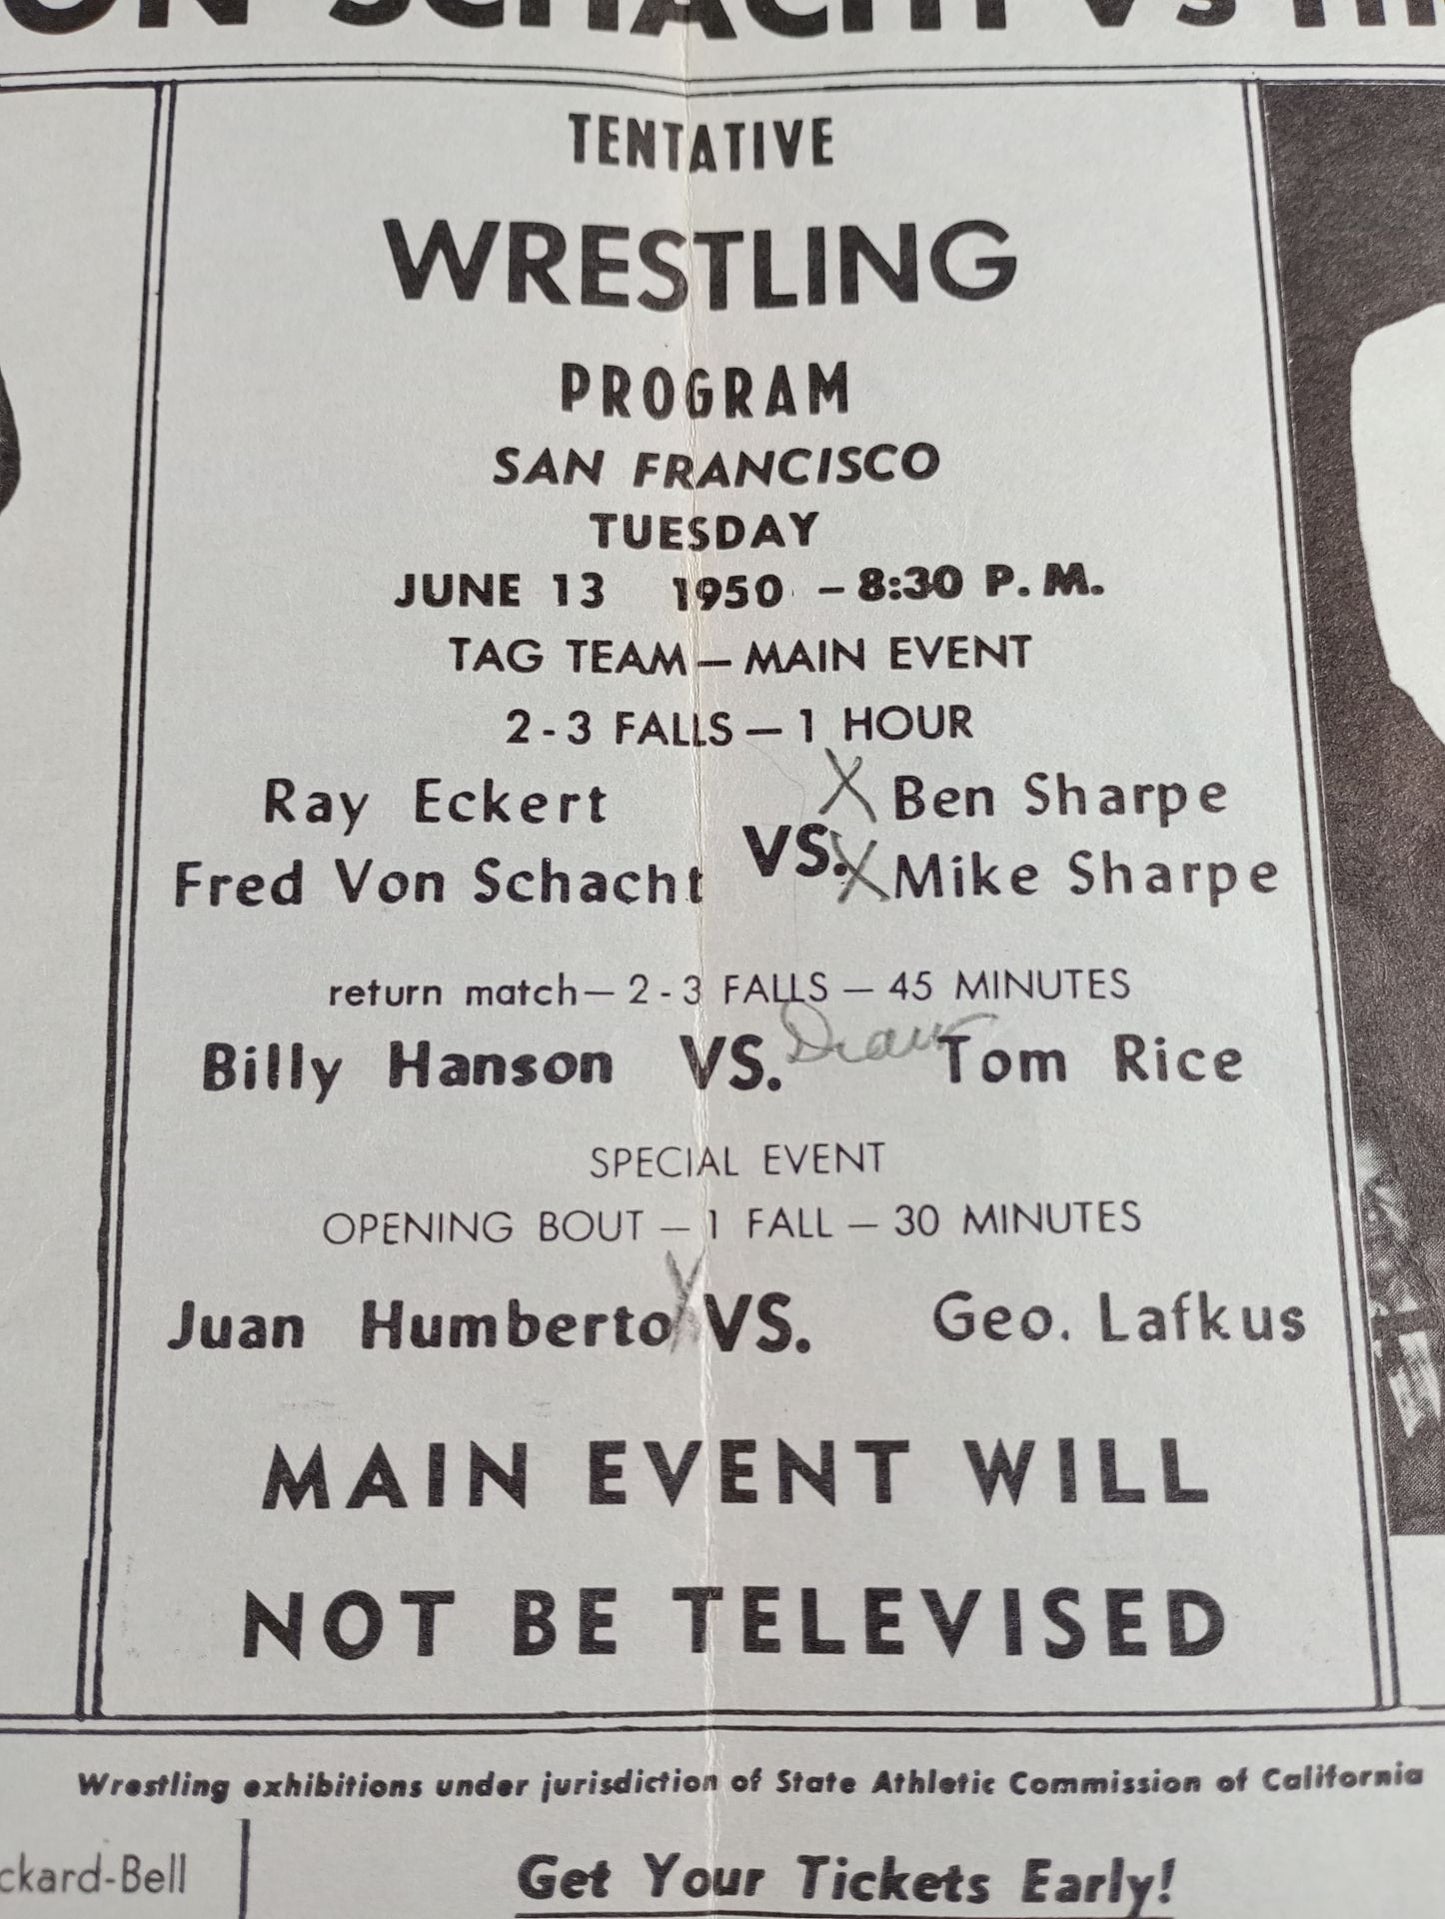 SCHACHT VS
TENTATIVE
WRESTLING
PROGRAM
SAN FRANCISCO
TUESDAY
JUNE 13 1950 – 8:30 P. M.
TAG TEAM – MAIN EVENT
2 - 3 FALLS – 1 HOUR
Ray Eckert X Ben Sharpe
VS.
Fred Von Schacht X Mike Sharpe
return match – 2 - 3 FALLS – 45 MINUTES
Billy Hanson VS. Draw Tom Rice
SPECIAL EVENT
OPENING BOUT – 1 FALL – 30 MINUTES
Juan Humberto X VS. Geo. Lafkus
MAIN EVENT WILL
NOT BE TELEVISED
Wrestling exhibitions under jurisdiction of State Athletic Commission of California
ckard-Bell
Get Your Tickets Early!